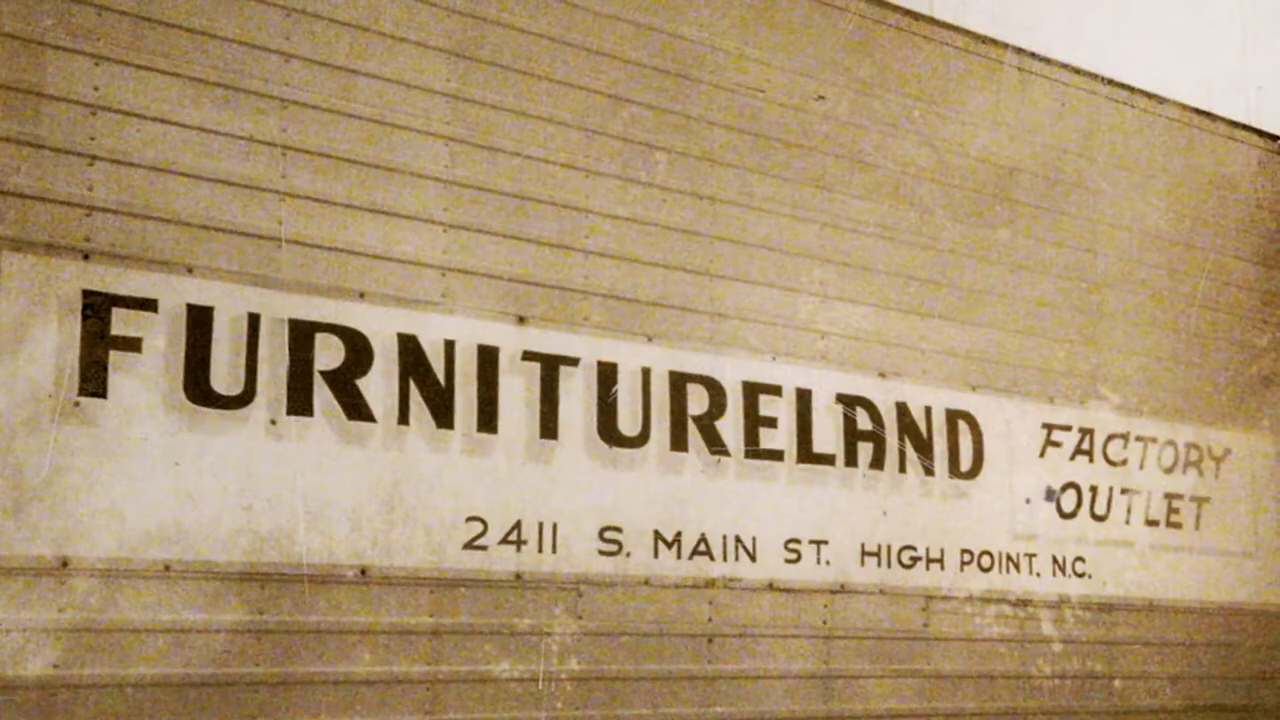 FURNITURELAND
FACTORY
OUTLET
2411 S. MAIN ST. HIGH POINT, N.C.